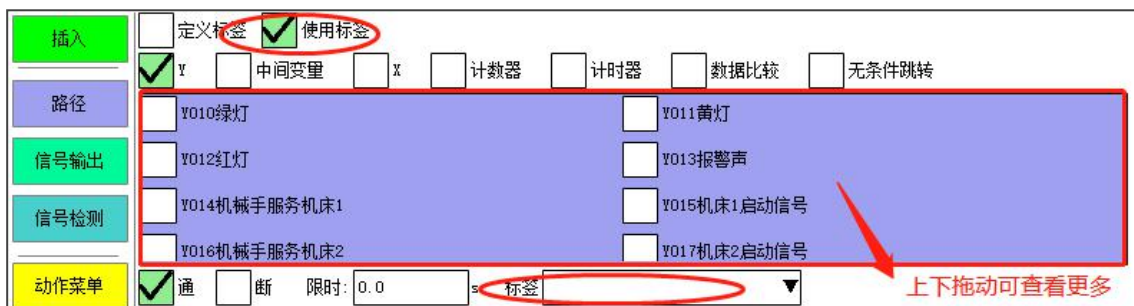 插入 定义标签 使用标签
Y 中间变量 X 计数器 计时器 数据比较 无条件跳转
路径 Y010绿灯 Y011黄灯
信号输出 Y012红灯 Y013报警声
信号检测 Y014机械手服务机床1 Y015机床1启动信号
Y016机械手服务机床2 Y017机床2启动信号
动作菜单 通 断 限时: 0.0 s 标签 上下拖动可查看更多